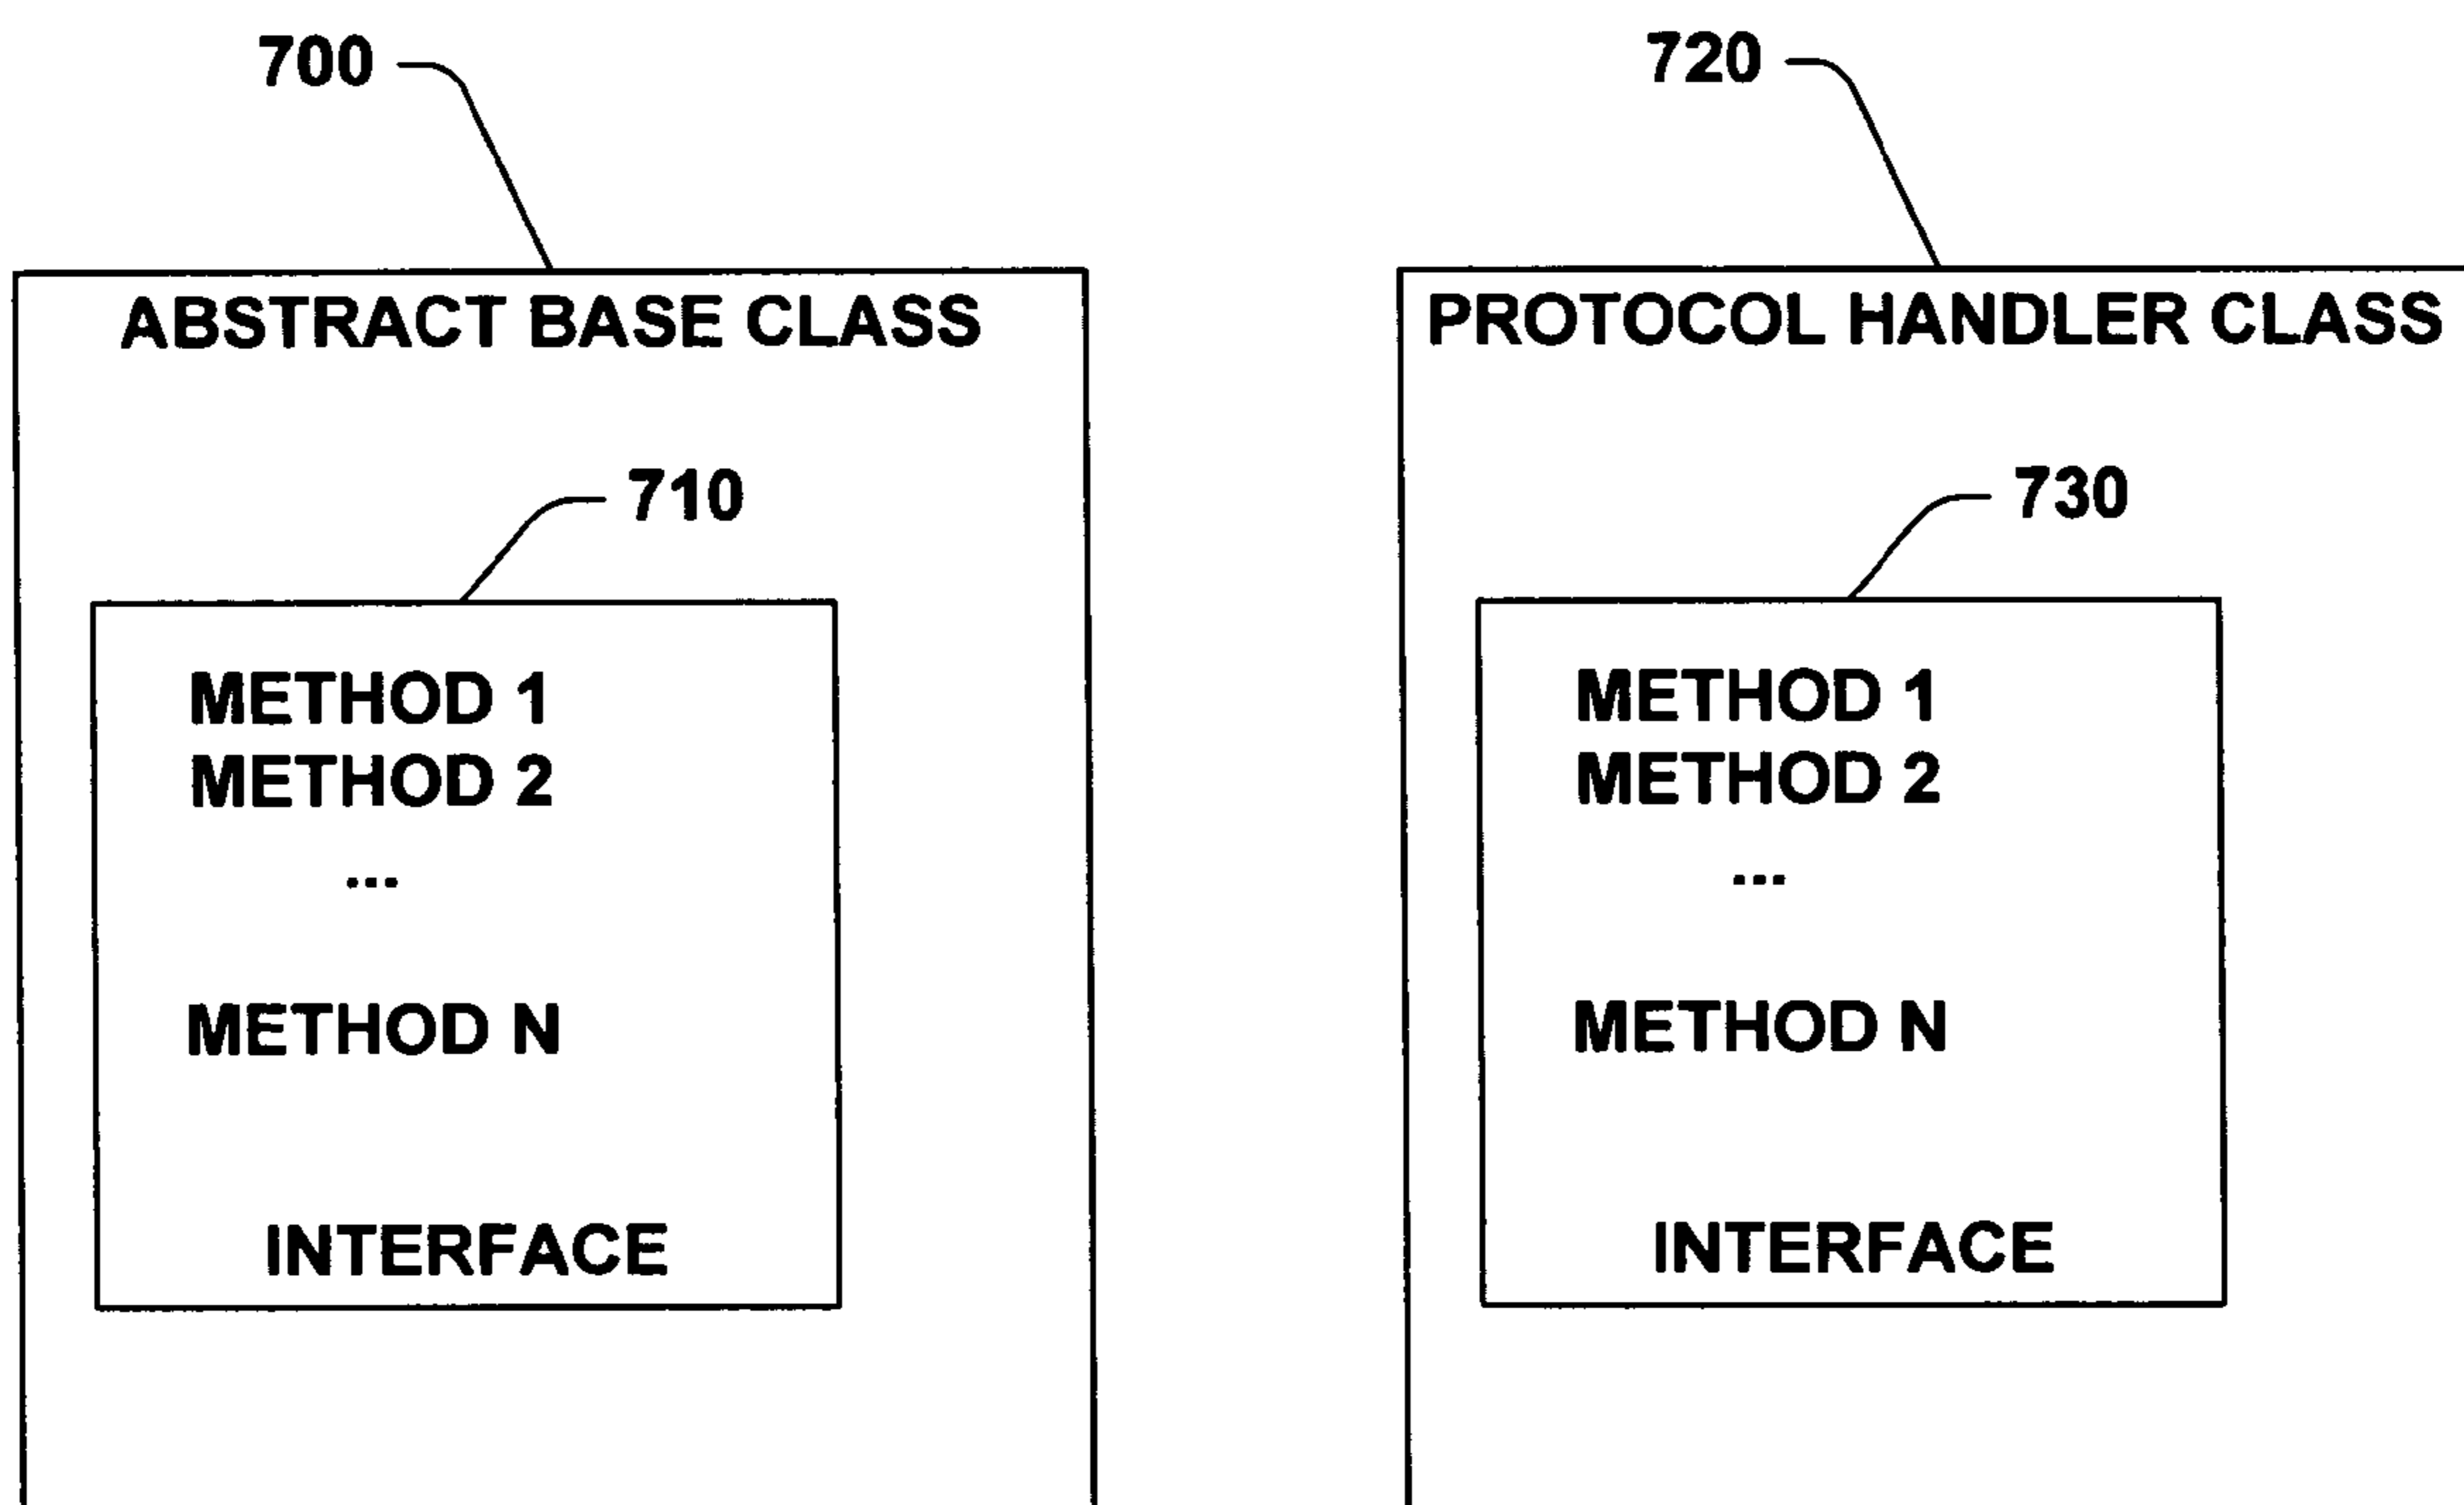 700
720
ABSTRACT BASE CLASS
PROTOCOL HANDLER CLASS
710
730
METHOD 1
METHOD 2
...
METHOD N
INTERFACE
METHOD 1
METHOD 2
...
METHOD N
INTERFACE